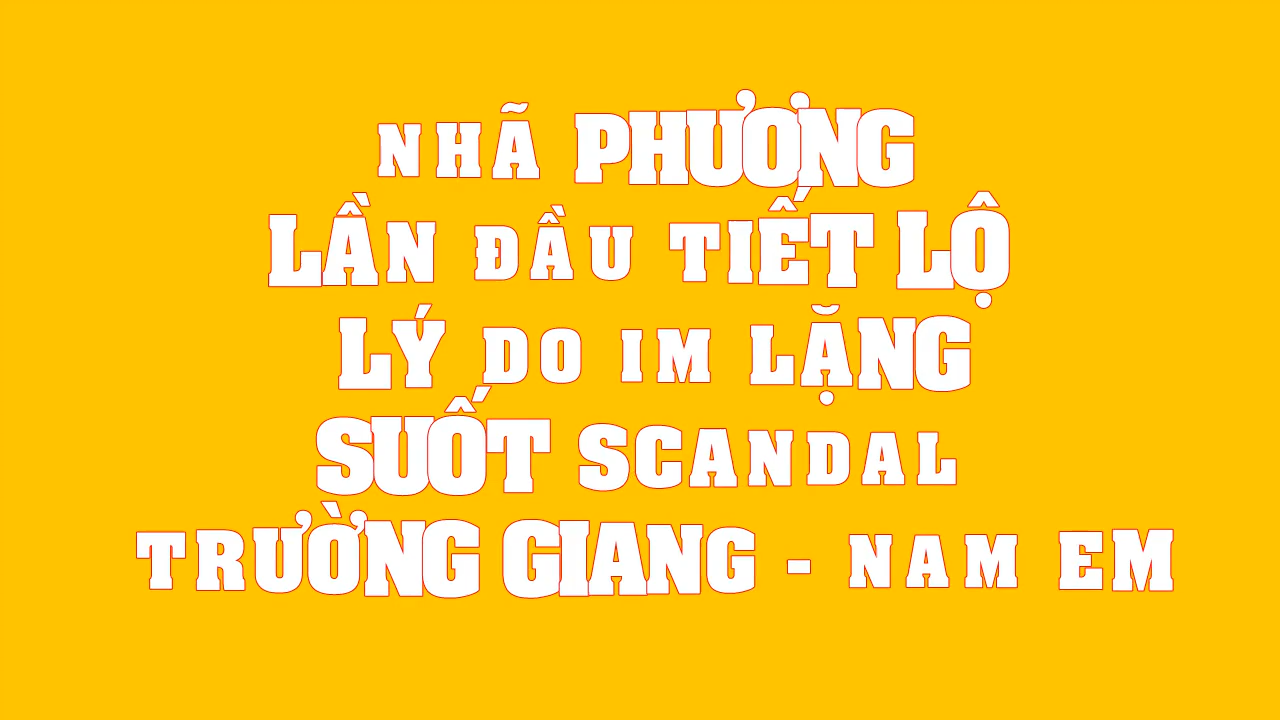 NHÃ PHƯƠNG
LẦN ĐẦU TIẾT LỘ
LÝ DO IM LẶNG
SUỐT SCANDAL
TRƯỜNG GIANG - NAM EM